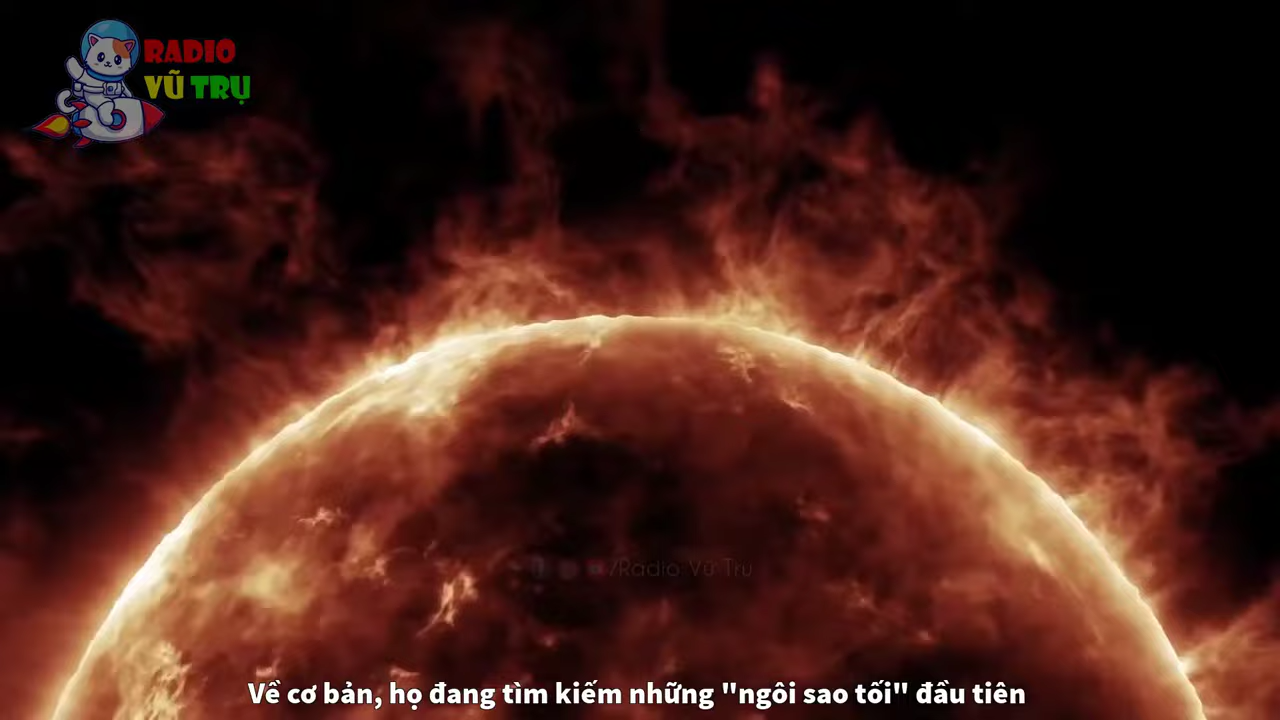 RADIO
VŨ TRỤ
/Radio Vũ Trụ
Về cơ bản, họ đang tìm kiếm những "ngôi sao tối" đầu tiên